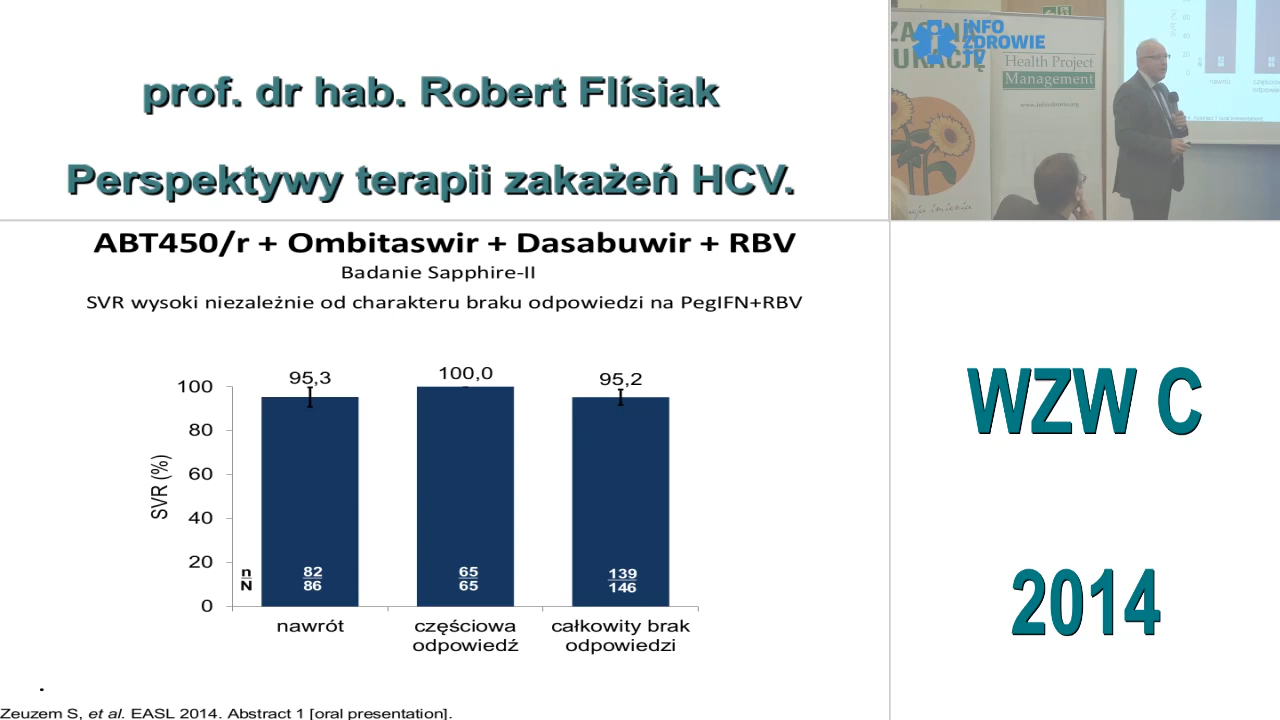 prof. dr hab. Robert Flísiak
Perspektywy terapii zakażeń HCV.
iNFO
ZDROWIE
TV
Health Project
Management
ABT450/r + Ombitaswir + Dasabuwir + RBV
Badanie Sapphire-II
SVR wysoki niezależnie od charakteru braku odpowiedzi na PegIFN+RBV
SVR (%)
100
80
60
40
20
0
95,3
100,0
95,2
n
N
82
86
65
65
139
146
nawrót
częściowa
odpowiedź
całkowity brak
odpowiedzi
.
Zeuzem S, et al. EASL 2014. Abstract 1 [oral presentation].
WZW C
2014